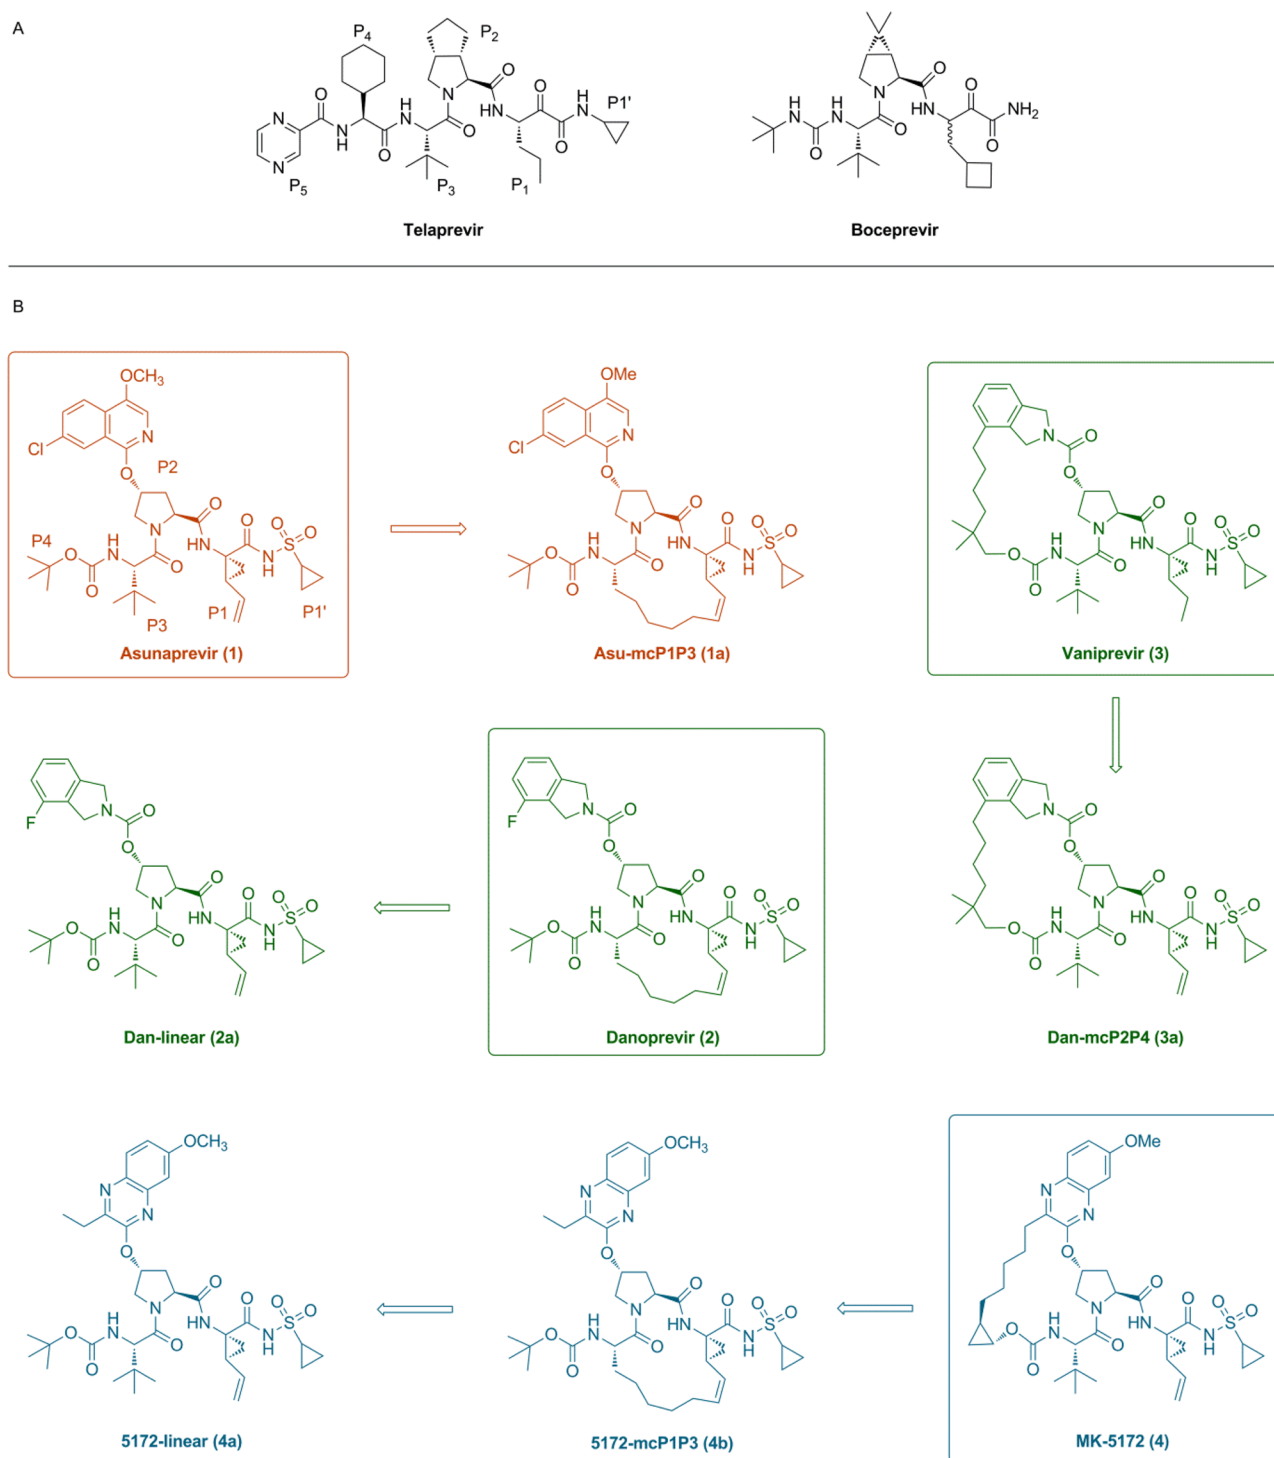 A
P4
P2
O
H
N
N
O
O
H
N
P1'
N
O
N
H
O
HN
O
N
P5
P3
P1
Telaprevir
O
O
NH2
H
N
H
N
N
O
HN
O
O
Boceprevir
B
OCH3
Cl
N
O
P2
P4
O
O
H
N
N
O
HN
O
N
H
S
O
O
O
P3
P1
P1'
Asunaprevir (1)
OMe
Cl
N
O
O
H
N
N
O
HN
O
N
H
S
O
O
O
O
Asu-mcP1P3 (1a)
N
O
O
O
O
H
N
N
O
HN
O
N
H
S
O
O
O
Vaniprevir (3)
F
N
O
O
O
O
H
N
N
O
HN
O
N
H
S
O
O
O
Dan-linear (2a)
F
N
O
O
O
O
H
N
N
O
HN
O
N
H
S
O
O
O
Danoprevir (2)
N
O
O
O
O
H
N
N
O
HN
O
N
H
S
O
O
O
Dan-mcP2P4 (3a)
OCH3
N
N
O
O
O
H
N
N
O
HN
O
N
H
S
O
O
O
5172-linear (4a)
OCH3
N
N
O
O
O
H
N
N
O
HN
O
N
H
S
O
O
O
5172-mcP1P3 (4b)
OMe
N
N
O
O
O
H
N
N
O
HN
O
N
H
S
O
O
O
MK-5172 (4)